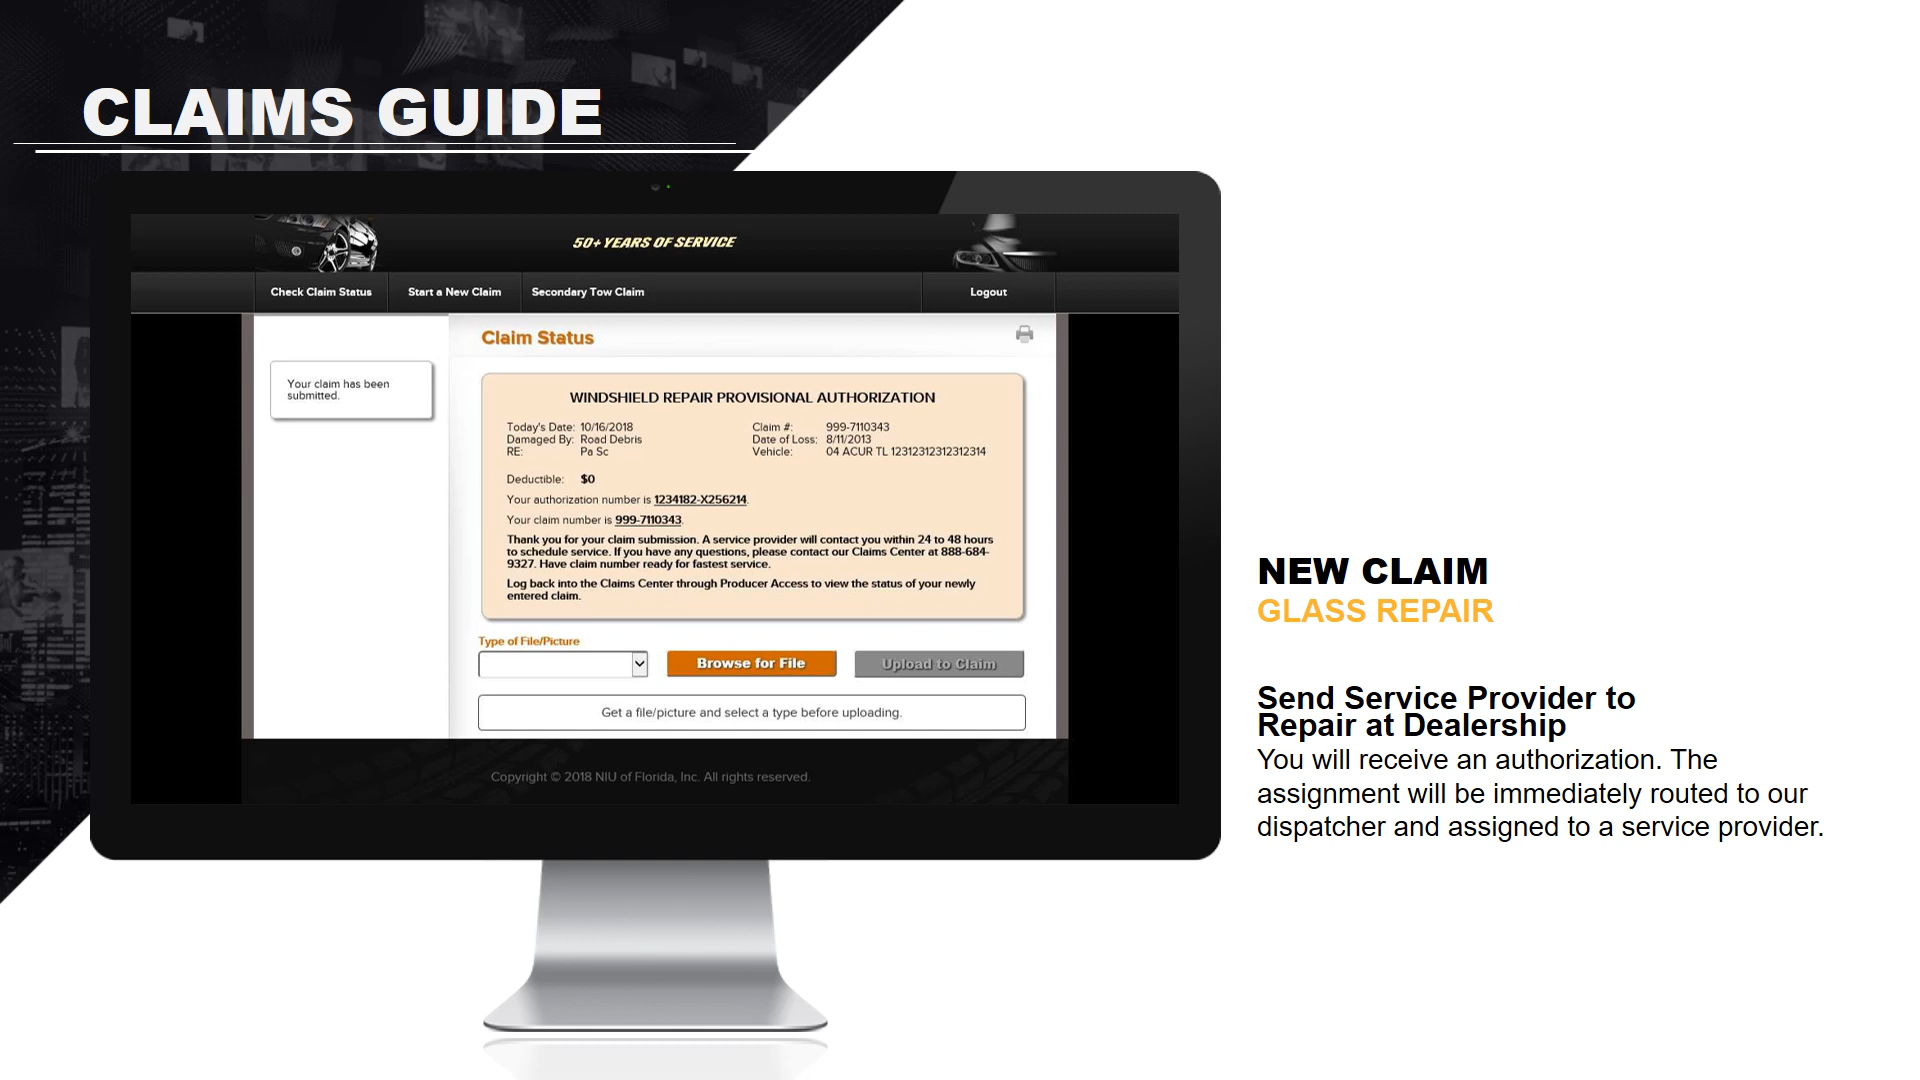 CLAIMS GUIDE
50+ YEARS OF SERVICE
Check Claim Status
Start a New Claim
Secondary Tow Claim
Logout
Your claim has been
submitted.
Claim Status
WINDSHIELD REPAIR PROVISIONAL AUTHORIZATION
Today's Date: 10/16/2018
Damaged By: Road Debris
RE: Pa Sc
Claim #: 999-7110343
Date of Loss: 8/11/2013
Vehicle: 04 ACUR TL 12312312312312314
Deductible: $0
Your authorization number is 1234182-X256214.
Your claim number is 999-7110343.
Thank you for your claim submission. A service provider will contact you within 24 to 48 hours
to schedule service. If you have any questions, please contact our Claims Center at 888-684-
9327. Have claim number ready for fastest service.
Log back into the Claims Center through Producer Access to view the status of your newly
entered claim.
Type of File/Picture
Browse for File
Upload to Claim
Get a file/picture and select a type before uploading.
Copyright © 2018 NIU of Florida, Inc. All rights reserved.
NEW CLAIM
GLASS REPAIR
Send Service Provider to
Repair at Dealership
You will receive an authorization. The
assignment will be immediately routed to our
dispatcher and assigned to a service provider.